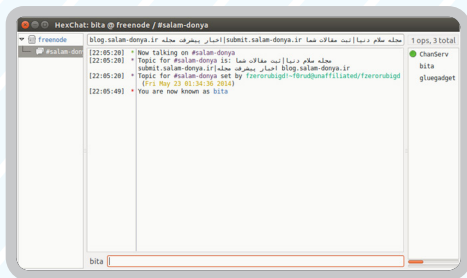 HexChat: bita @ freenode / #salam-donya
freenode
#salam-don
مجله سلام دنیا|ثبت مقالات شما submit.salam-donya.ir|اخبار پیشرفت مجله blog.salam-donya.ir
1 ops, 3 total
[22:05:20] * Now talking on #salam-donya
[22:05:20] * Topic for #salam-donya is: مجله سلام دنیا|ثبت مقالات شما
submit.salam-donya.ir|اخبار پیشرفت مجله blog.salam-donya.ir
[22:05:20] * Topic for #salam-donya set by fzerorubigd!~f0rud@unaffiliated/fzerorubigd
(Fri May 23 01:34:36 2014)
[22:05:49] * You are now known as bita
ChanServ
bita
gluegadget
bita